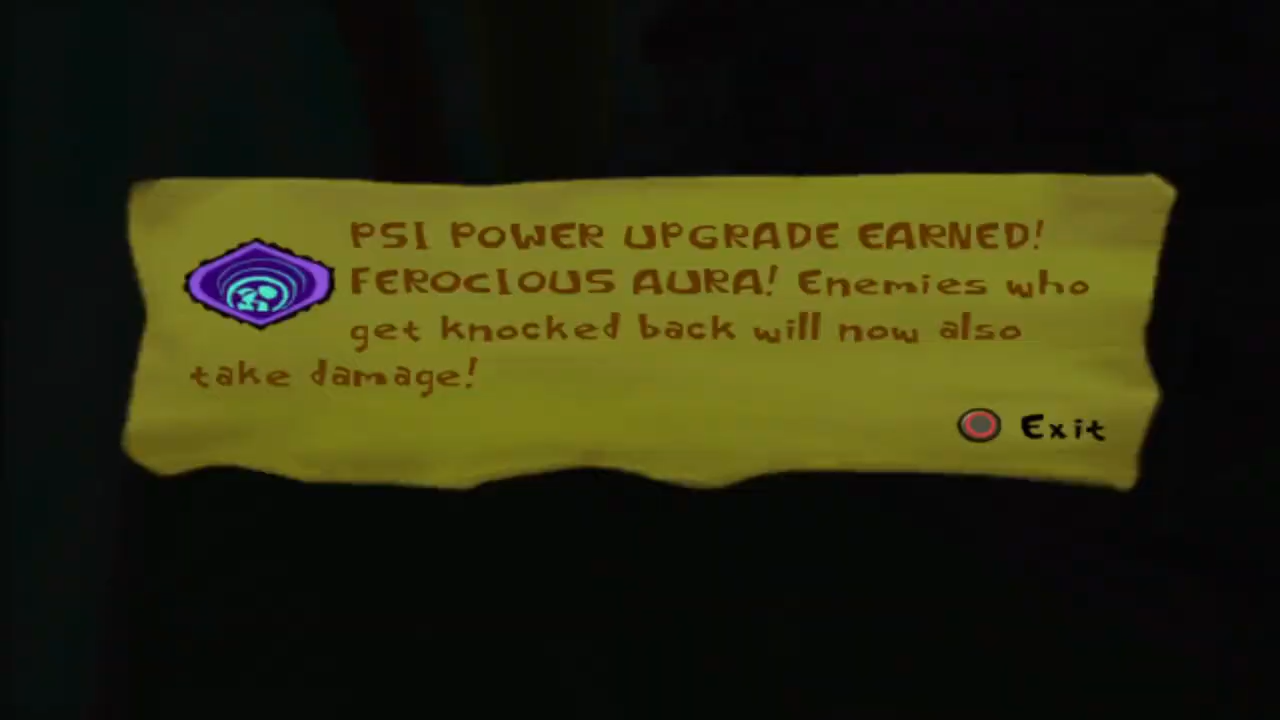 PSI POWER UPGRADE EARNED!
FEROCIOUS AURA! Enemies who
get knocked back will now also
take damage!
Exit